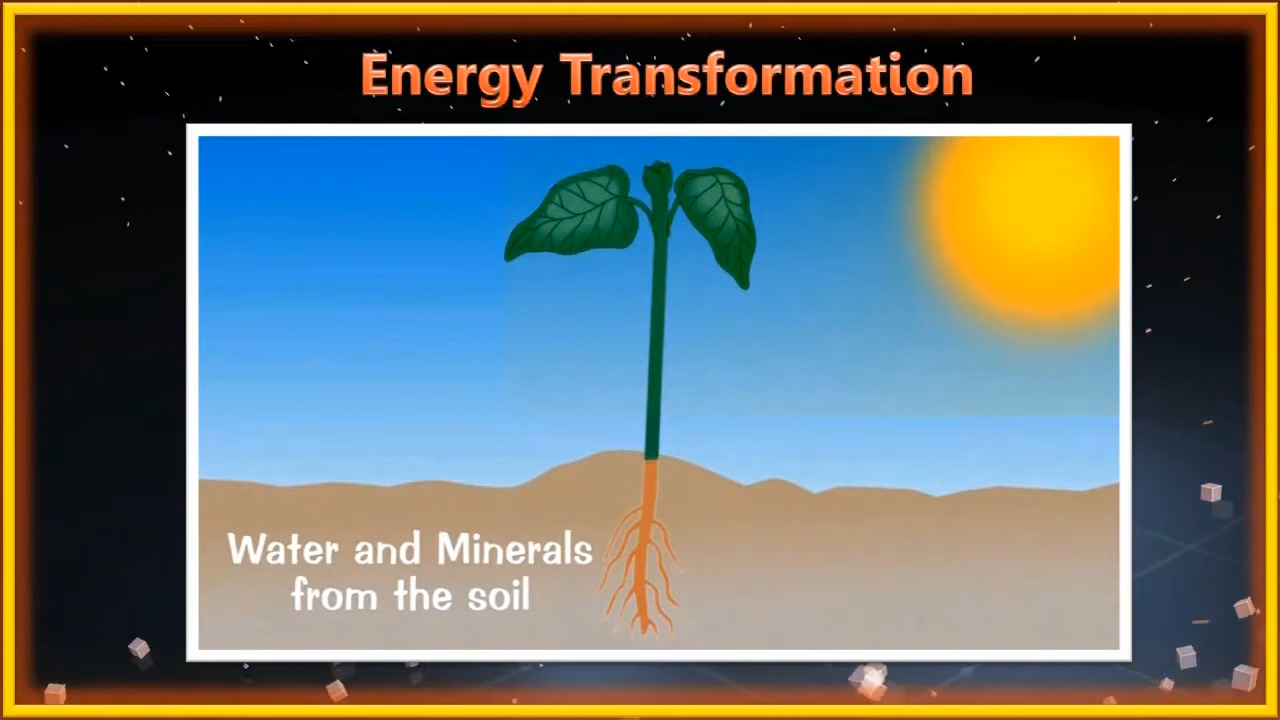 Energy Transformation
Water and Minerals
from the soil